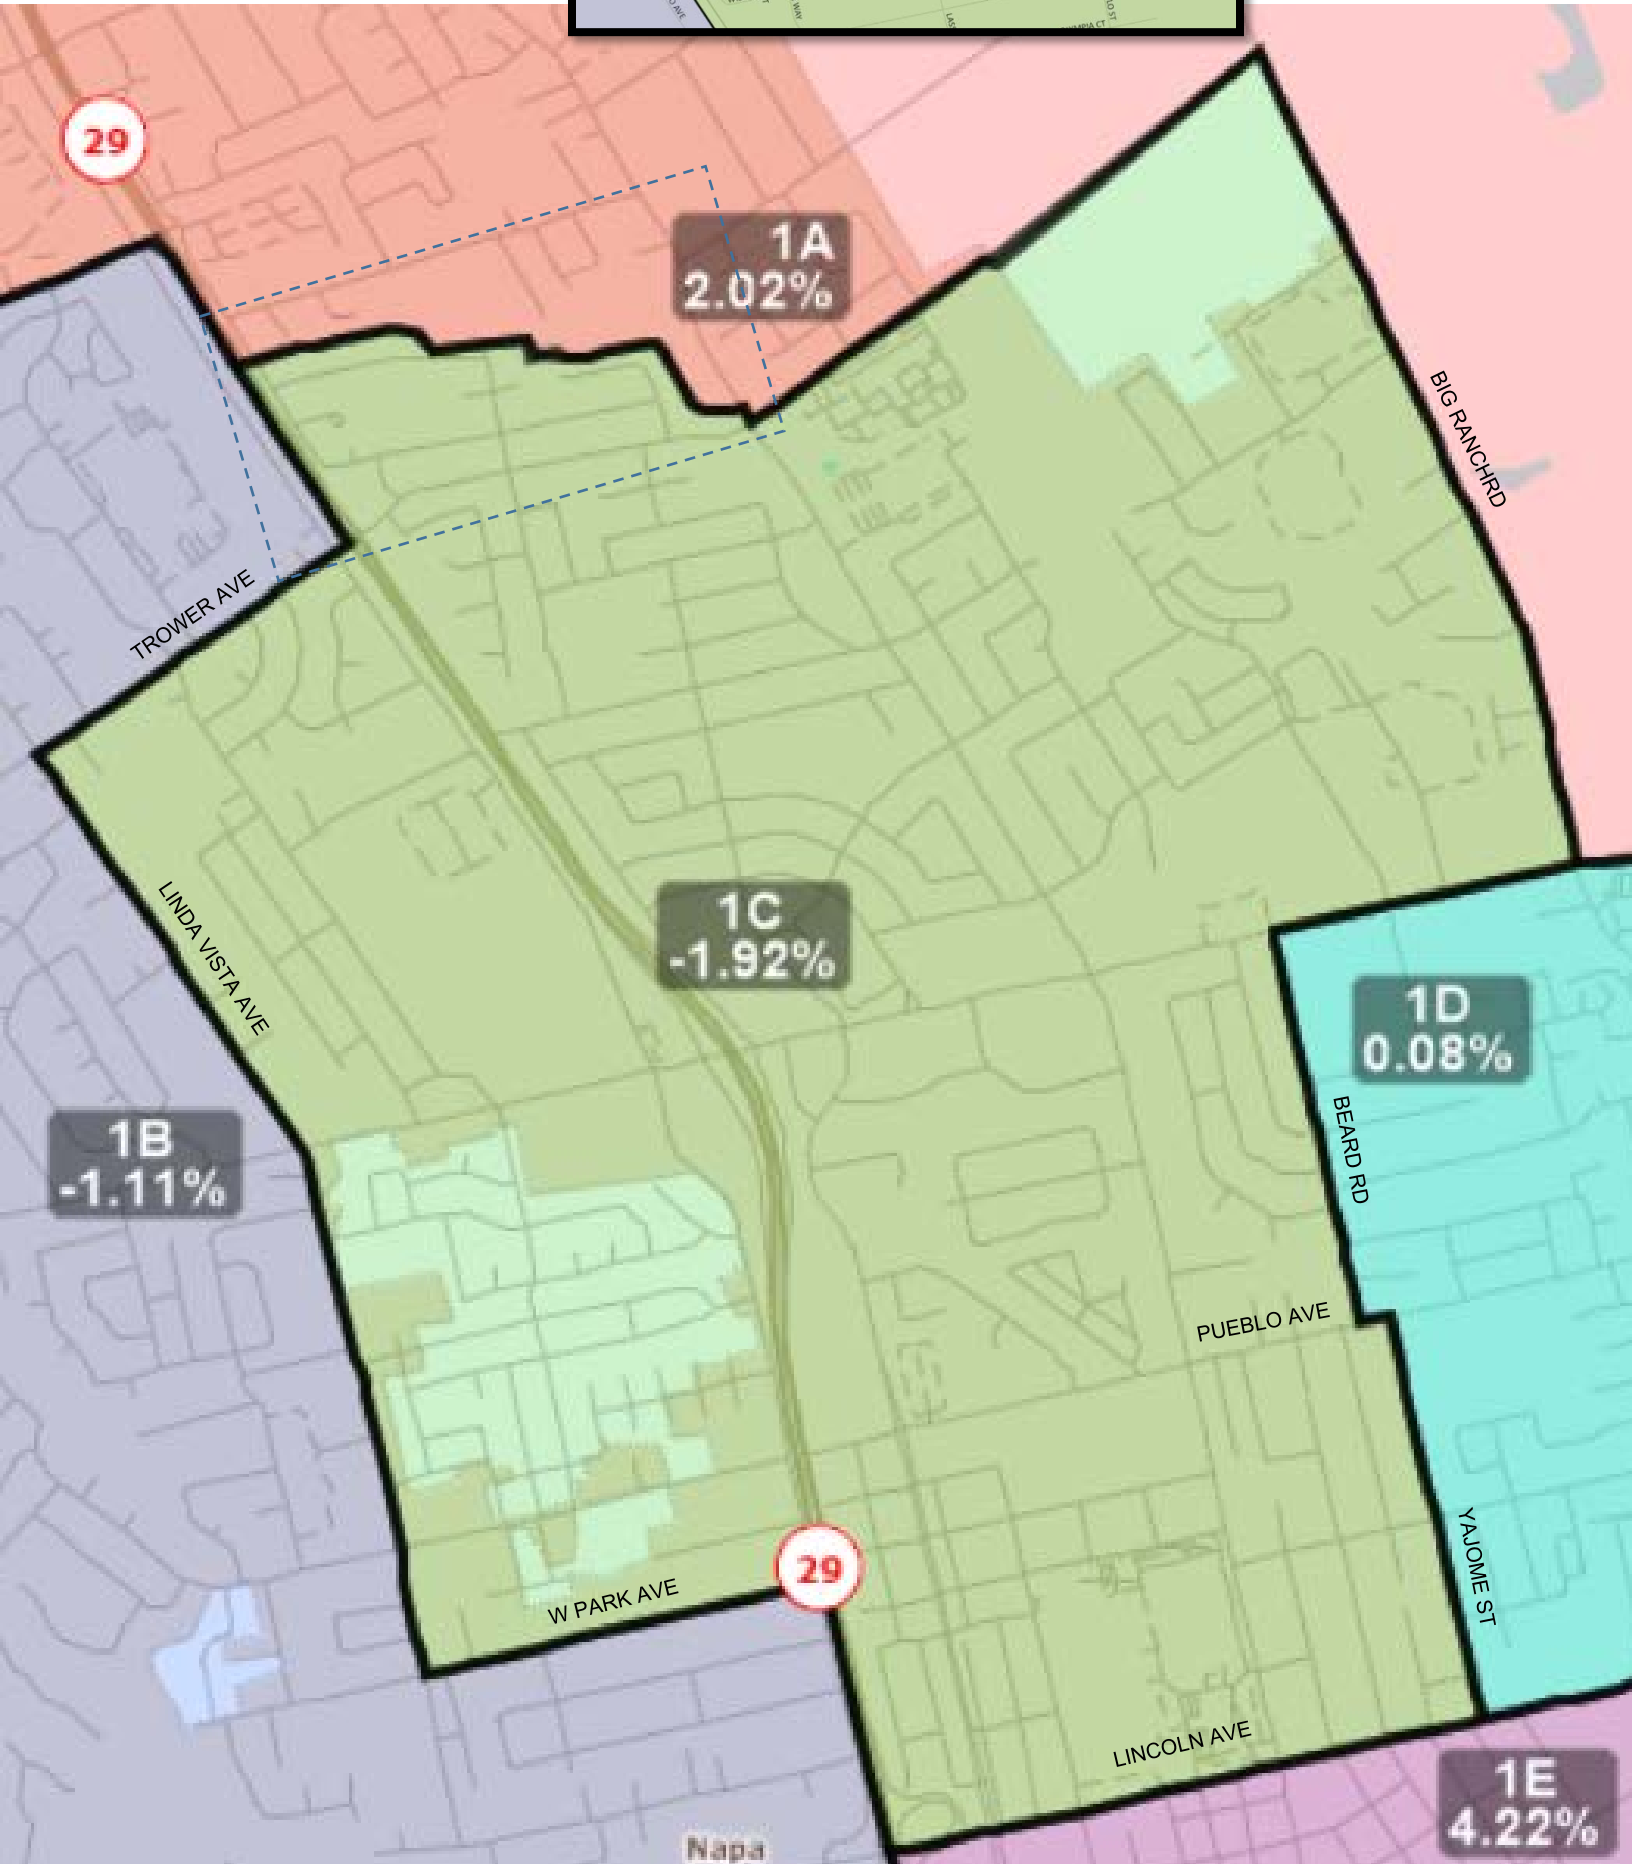 29
1A
2.02%
BIG RANCHRD
TROWER AVE
LINDA VISTA AVE
1C
-1.92%
1D
0.08%
1B
-1.11%
BEARD RD
PUEBLO AVE
YAJOME ST
29
W PARK AVE
LINCOLN AVE
1E
4.22%
Napa